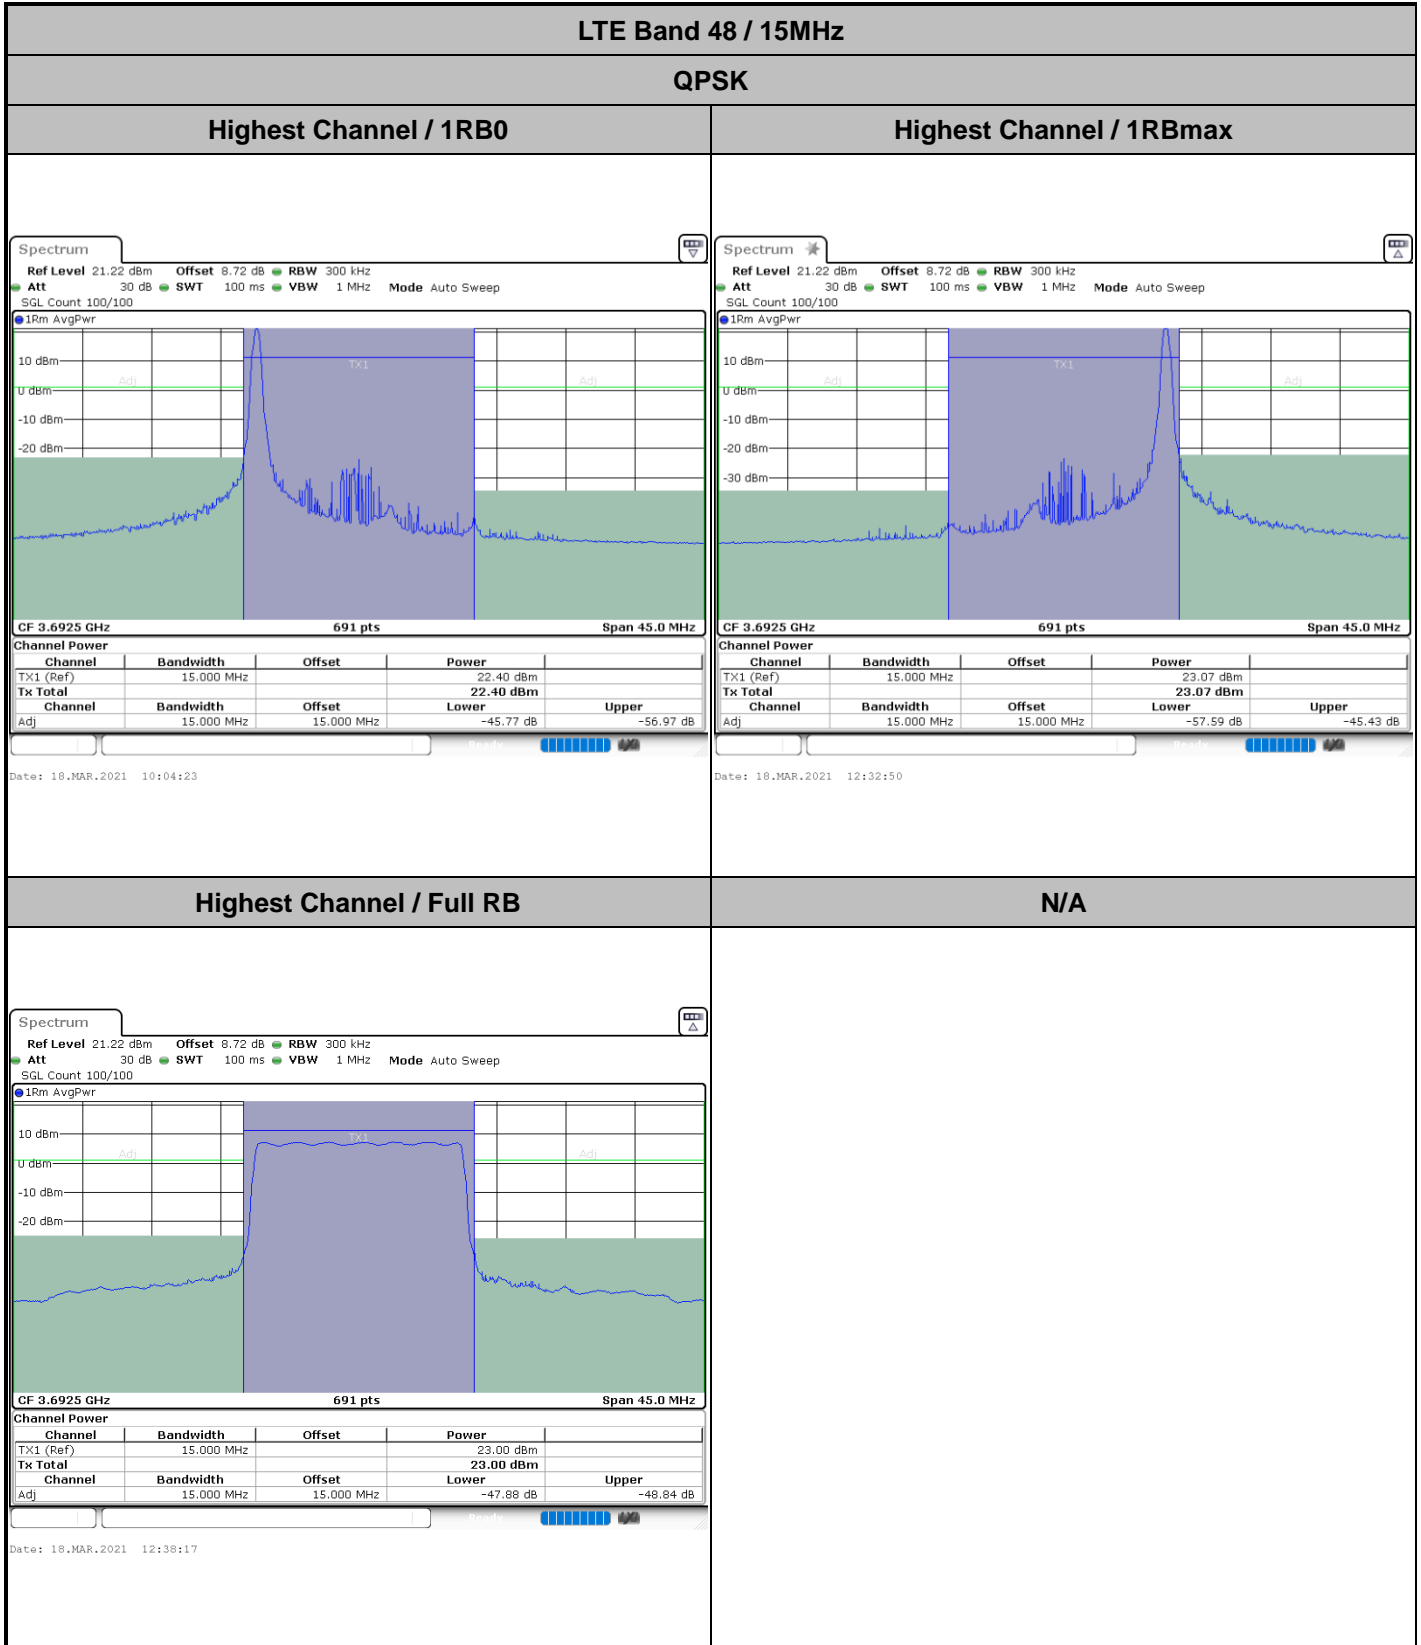 LTE Band 48 / 15MHz
QPSK
Highest Channel / 1RB0
Highest Channel / 1RBmax
Spectrum
Ref Level 21.22 dBm Offset 8.72 dB RBW 300 kHz
Att 30 dB SWT 100 ms VBW 1 MHz Mode Auto Sweep
SGL Count 100/100
1Rm AvgPwr
TX1
10 dBm
Adj
Adj
0 dBm
-10 dBm
-20 dBm
CF 3.6925 GHz 691 pts Span 45.0 MHz
Channel Power
Channel Bandwidth Offset Power
TX1 (Ref) 15.000 MHz 22.40 dBm
Tx Total 22.40 dBm
Channel Bandwidth Offset Lower Upper
Adj 15.000 MHz 15.000 MHz -45.77 dB -56.97 dB
Ready
Date: 18.MAR.2021 10:04:23
Spectrum
Ref Level 21.22 dBm Offset 8.72 dB RBW 300 kHz
Att 30 dB SWT 100 ms VBW 1 MHz Mode Auto Sweep
SGL Count 100/100
1Rm AvgPwr
TX1
10 dBm
Adj
Adj
0 dBm
-10 dBm
-20 dBm
-30 dBm
CF 3.6925 GHz 691 pts Span 45.0 MHz
Channel Power
Channel Bandwidth Offset Power
TX1 (Ref) 15.000 MHz 23.07 dBm
Tx Total 23.07 dBm
Channel Bandwidth Offset Lower Upper
Adj 15.000 MHz 15.000 MHz -57.59 dB -45.43 dB
Ready
Date: 18.MAR.2021 12:32:50
Highest Channel / Full RB
N/A
Spectrum
Ref Level 21.22 dBm Offset 8.72 dB RBW 300 kHz
Att 30 dB SWT 100 ms VBW 1 MHz Mode Auto Sweep
SGL Count 100/100
1Rm AvgPwr
TX1
10 dBm
Adj
Adj
0 dBm
-10 dBm
-20 dBm
CF 3.6925 GHz 691 pts Span 45.0 MHz
Channel Power
Channel Bandwidth Offset Power
TX1 (Ref) 15.000 MHz 23.00 dBm
Tx Total 23.00 dBm
Channel Bandwidth Offset Lower Upper
Adj 15.000 MHz 15.000 MHz -47.88 dB -48.84 dB
Ready
Date: 18.MAR.2021 12:38:17